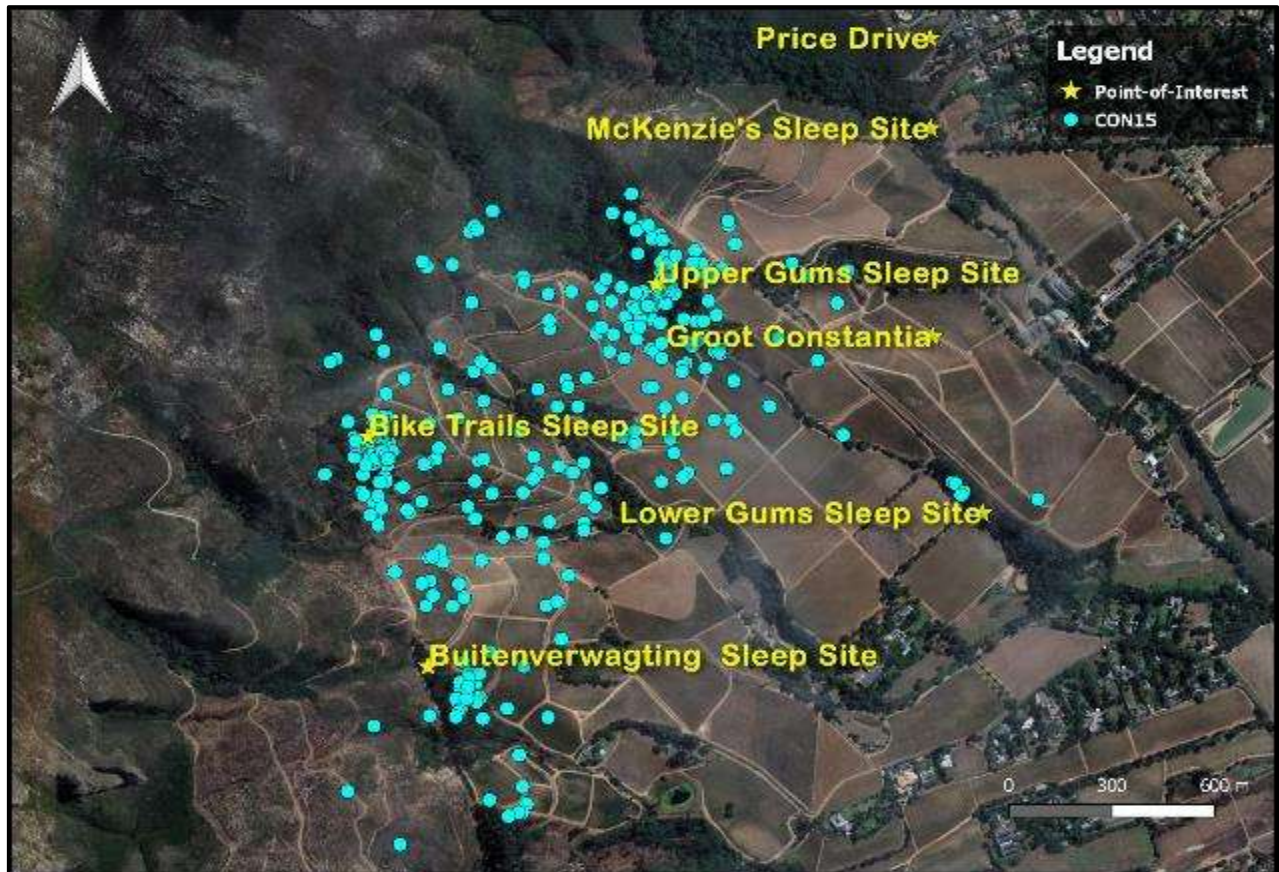 Price Drive
Legend
Point-of-Interest
CON15
McKenzie's Sleep Site
Upper Gums Sleep Site
Groot Constantia
Bike Trails Sleep Site
Lower Gums Sleep Site
Buitenverwagting  Sleep Site
0 300 600 m